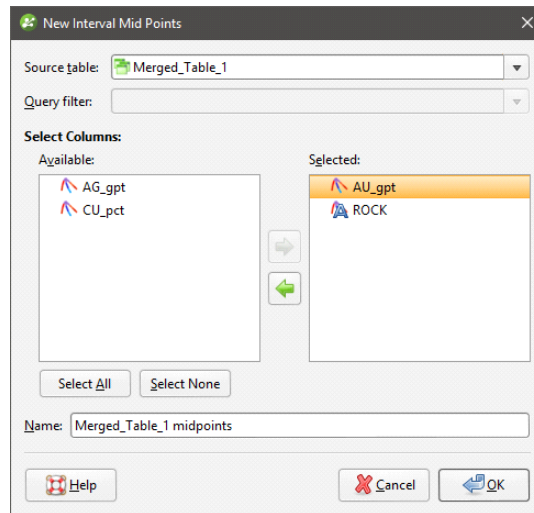 New Interval Mid Points
Source table: Merged_Table_1
Query filter:
Select Columns:
Available: Selected:
AG_gpt AU_gpt
CU_pct ROCK
Select All Select None
Name: Merged_Table_1 midpoints
Help Cancel OK